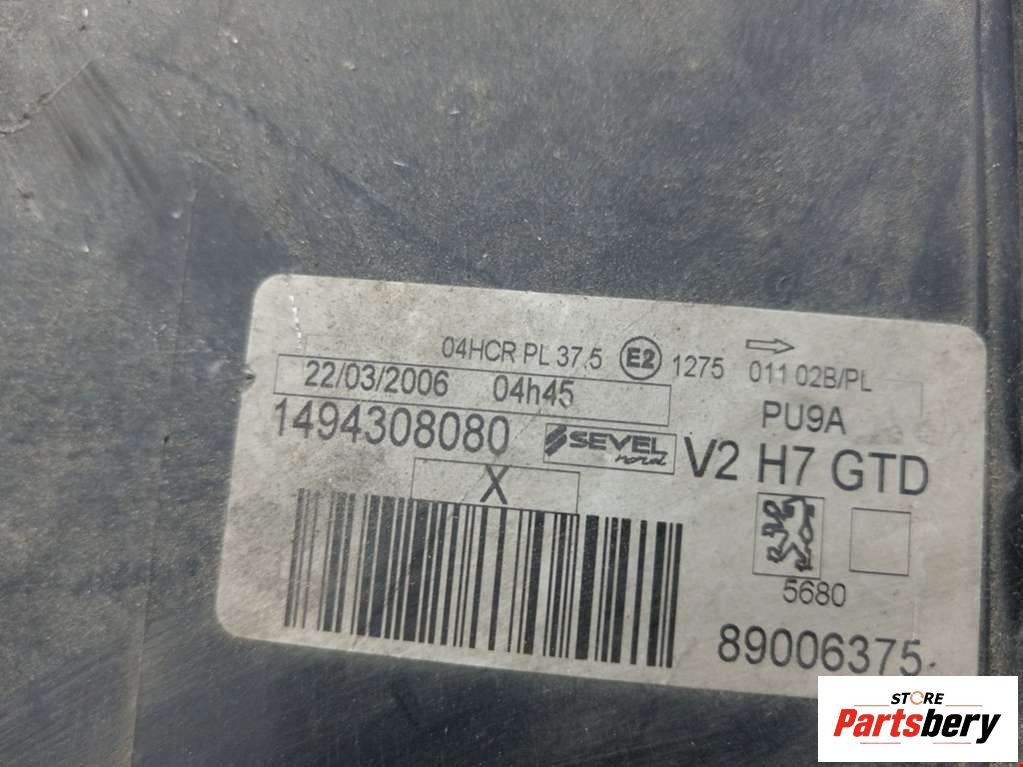 04HCR PL 37.5 E2 1275 011 02B/PL
22/03/2006 04h45
PU9A
1494308080 SEVEL nord V2 H7 GTD
X
5680
89006375
STORE
Partsbery